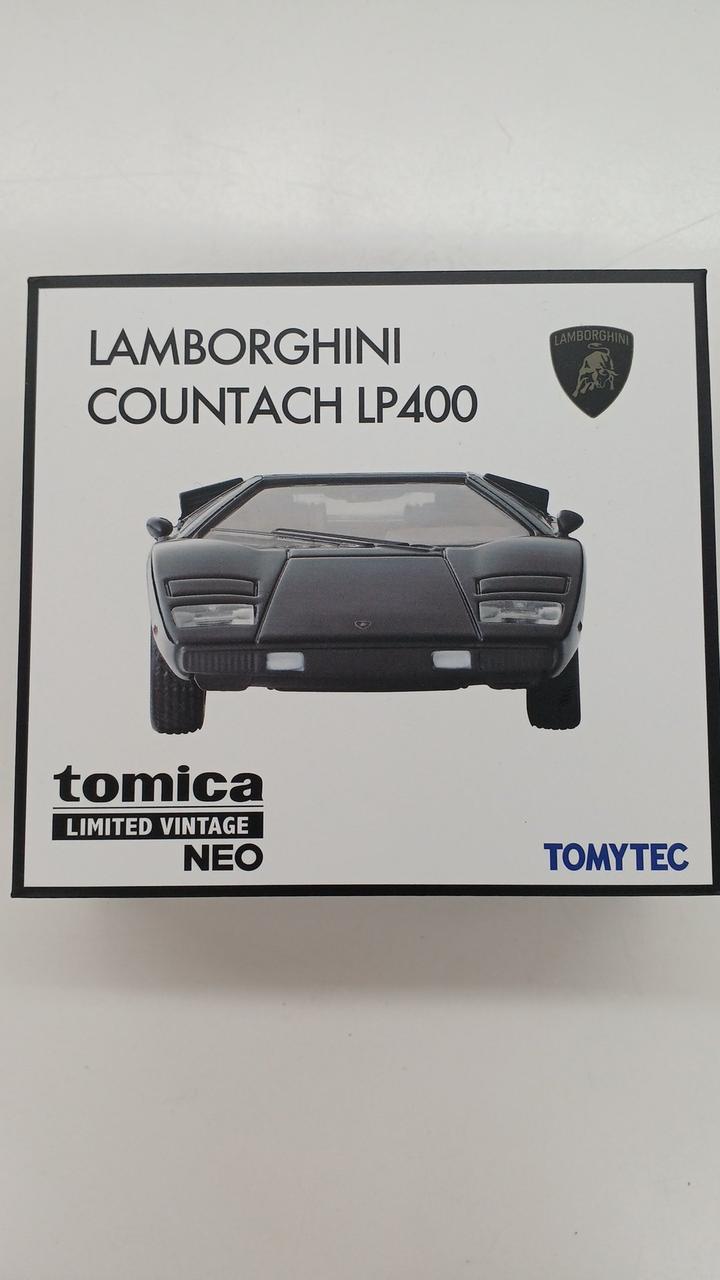 LAMBORGHINI
COUNTACH LP400
LAMBORGHINI
tomica
LIMITED VINTAGE
NEO
TOMYTEC